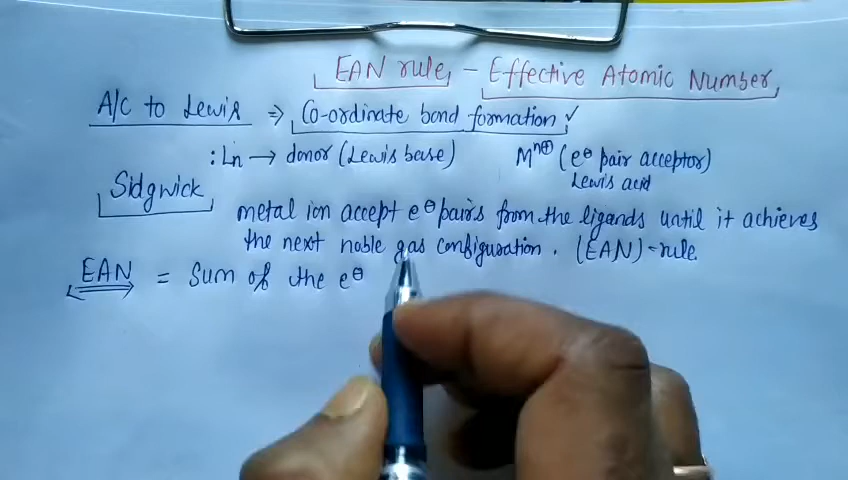 EAN rule, - Effective Atomic Number,
A/C to Lewis ⇒ Co-ordinate bond formation ✓
:Ln → donor (Lewis base) Mⁿ⊕ (e⊖ pair acceptor)
Lewis acid
Sidgwick
metal ion accept e⊖ pairs from the ligands until it achieves
the next noble gas configuration. (EAN)-rule
EAN = Sum of the e⊖